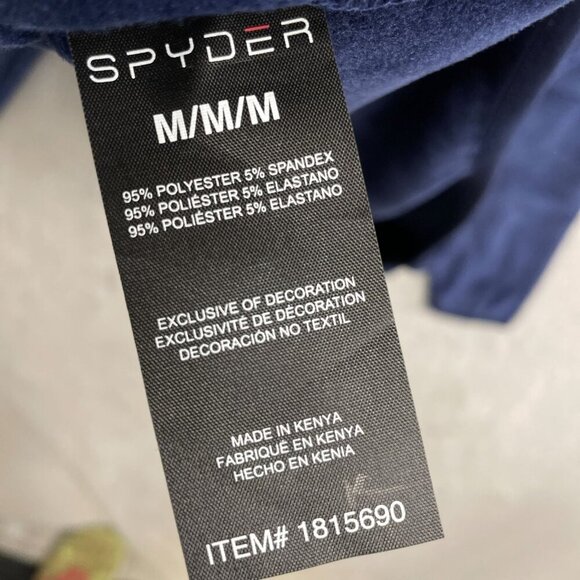 SPYDER
M/M/M
95% POLYESTER 5% SPANDEX
95% POLIÉSTER 5% ELASTANO
95% POLIÉSTER 5% ELASTANO
EXCLUSIVE OF DECORATION
EXCLUSIVITÉ DE DÉCORATION
DECORACIÓN NO TEXTIL
MADE IN KENYA
FABRIQUÉ EN KENYA
HECHO EN KENIA
ITEM# 1815690